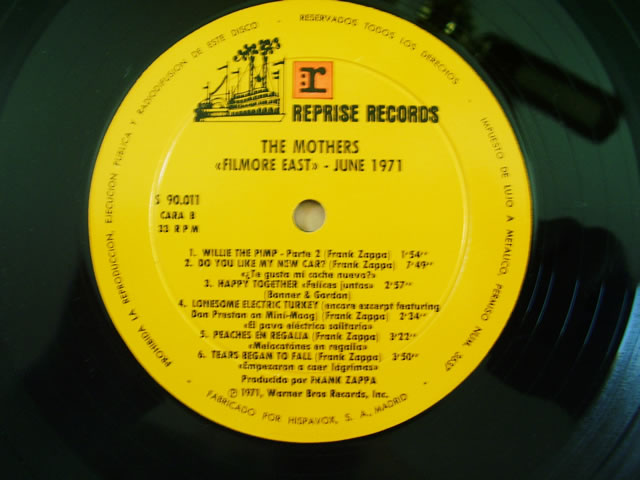 RESERVADOS TODOS LOS DERECHOS
IMPUESTO DE LUJO A METALICO, PERMISO NUM. 3637
PROHIBIDA LA REPRODUCCION, EJECUCION PUBLICA Y RADIODIFUSION DE ESTE DISCO
r
REPRISE RECORDS
THE MOTHERS
«FILMORE EAST» - JUNE 1971
S 90.011
CARA B
33 RPM
1. WILLIE THE PIMP - Parte 2 (Frank Zappa) 1'54''
2. DO YOU LIKE MY NEW CAR? (Frank Zappa) 7'49''
«¿Te gusta mi coche nuevo?»
3. HAPPY TOGETHER «Felices juntos» 2'57''
(Bonner & Gordon)
4. LONESOME ELECTRIC TURKEY (encore excerpt featuring
Don Preston on Mini-Moog) (Frank Zappa) 2'34''
«El pavo eléctrico solitario»
5. PEACHES EN REGALIA (Frank Zappa) 3'22''
«Melocotones en regalia»
6. TEARS BEGAN TO FALL (Frank Zappa) 3'50''
«Empezaron a caer lágrimas»
Producida por FRANK ZAPPA
Ⓟ 1971, Warner Bros Records, Inc.
FABRICADO POR HISPAVOX, S. A., MADRID